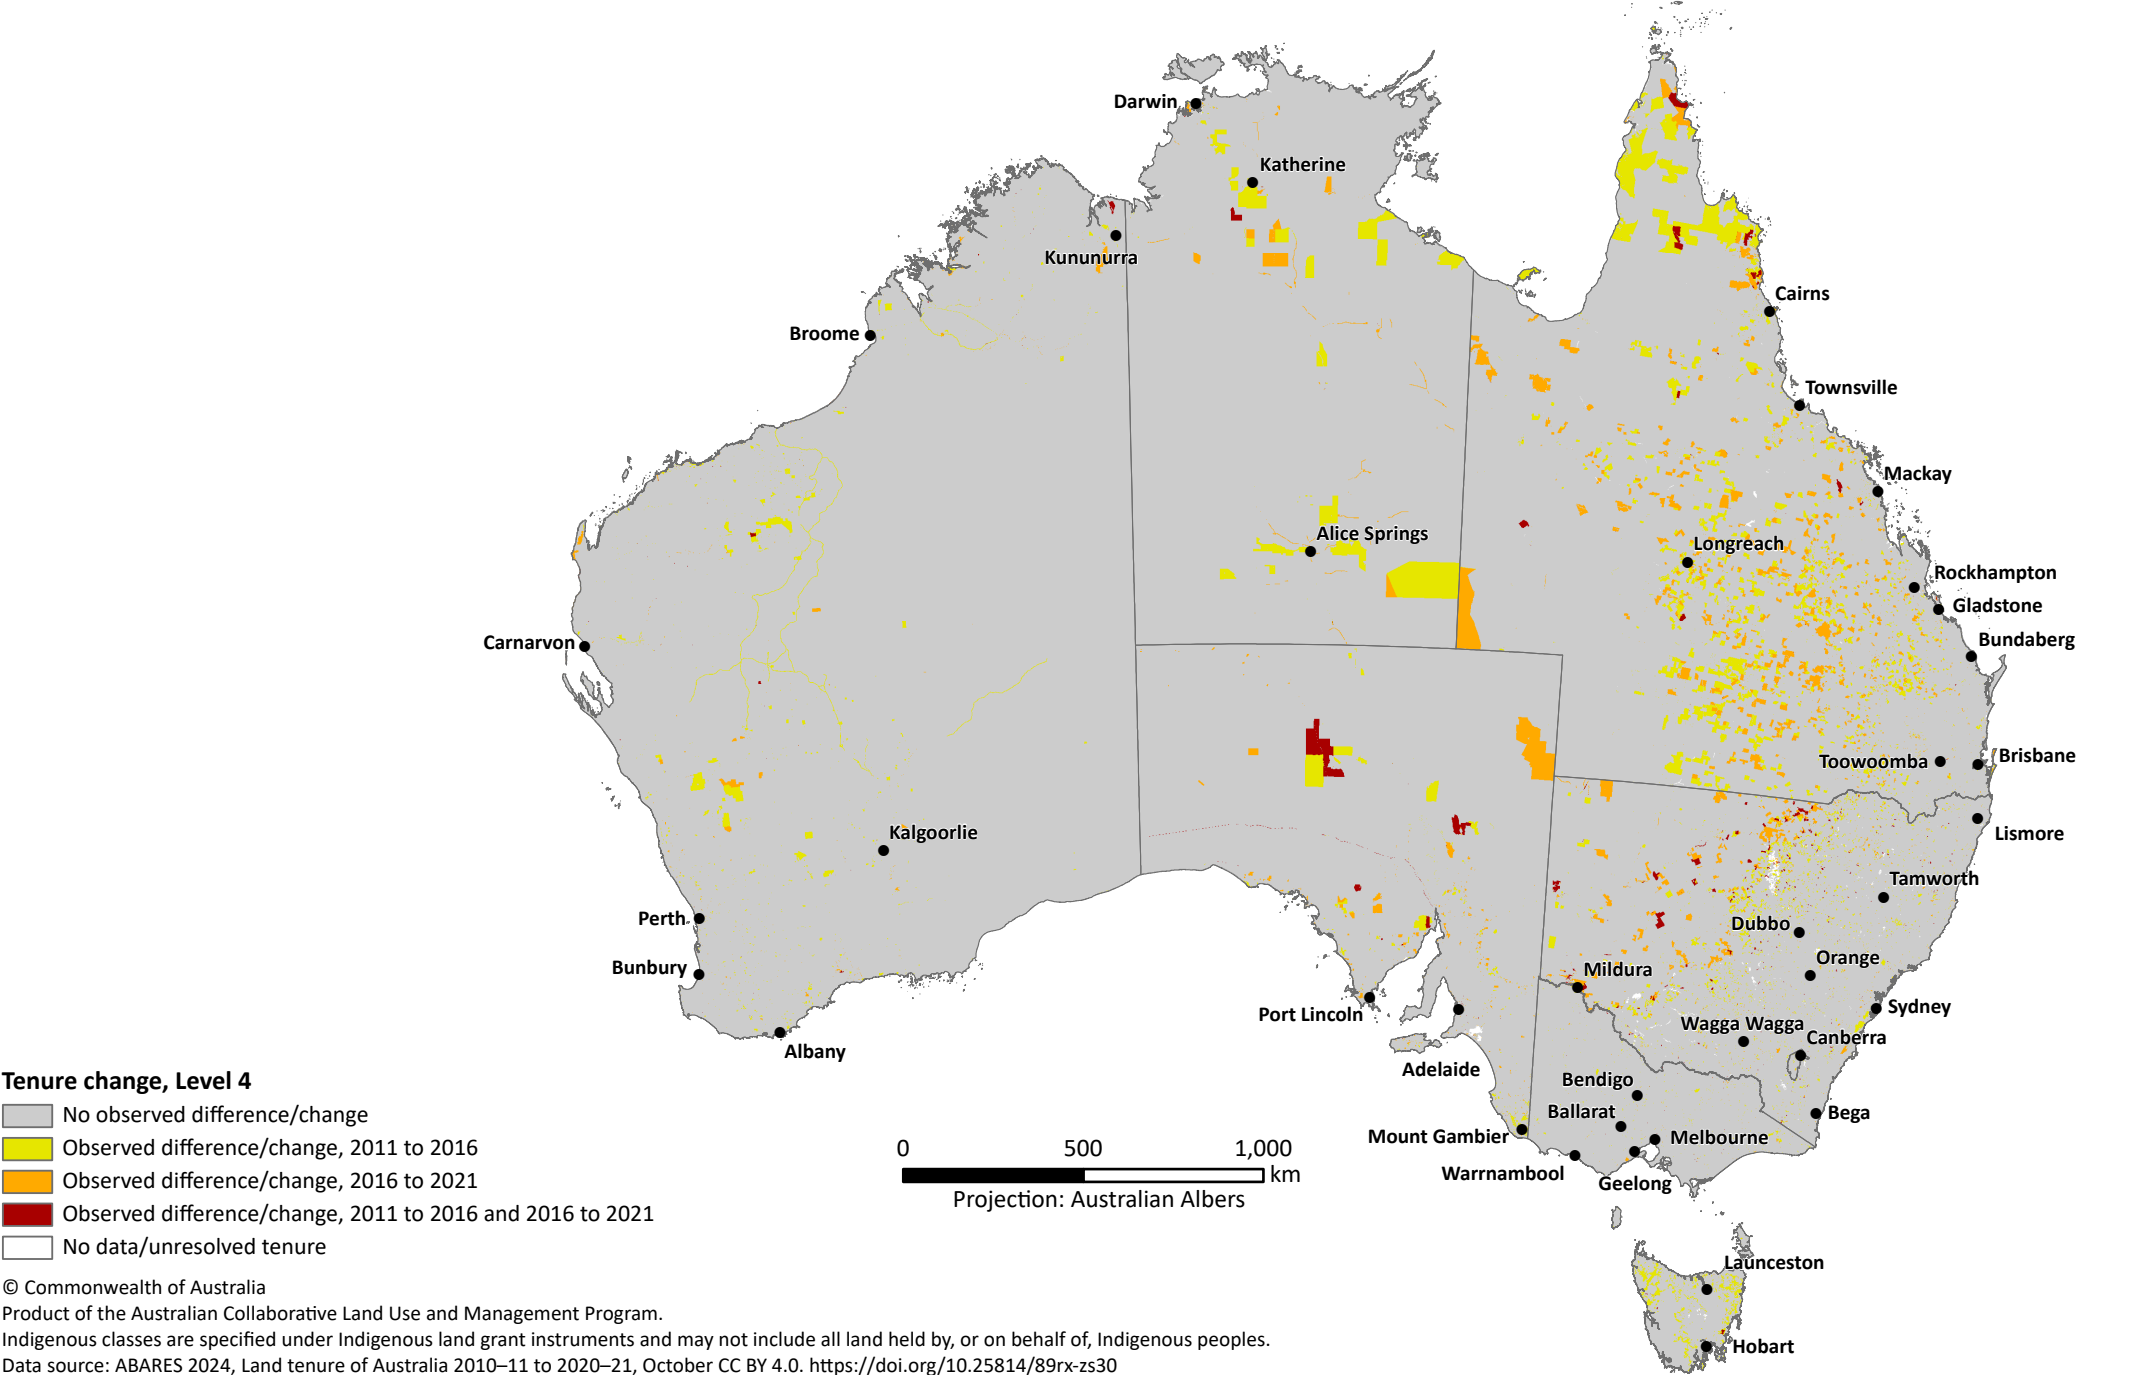 Darwin
Katherine
Kununurra
Cairns
Broome
Townsville
Mackay
Alice Springs
Longreach
Rockhampton
Gladstone
Carnarvon
Bundaberg
Toowoomba
Brisbane
Kalgoorlie
Lismore
Tamworth
Perth
Dubbo
Orange
Bunbury
Mildura
Port Lincoln
Sydney
Wagga Wagga
Canberra
Albany
Adelaide
Bendigo
Ballarat
Bega
Mount Gambier
Melbourne
Warrnambool
Geelong
Launceston
Hobart
Tenure change, Level 4
No observed difference/change
Observed difference/change, 2011 to 2016
Observed difference/change, 2016 to 2021
Observed difference/change, 2011 to 2016 and 2016 to 2021
No data/unresolved tenure
0 500 1,000
km
Projection: Australian Albers
© Commonwealth of Australia
Product of the Australian Collaborative Land Use and Management Program.
Indigenous classes are specified under Indigenous land grant instruments and may not include all land held by, or on behalf of, Indigenous peoples.
Data source: ABARES 2024, Land tenure of Australia 2010–11 to 2020–21, October CC BY 4.0. https://doi.org/10.25814/89rx-zs30